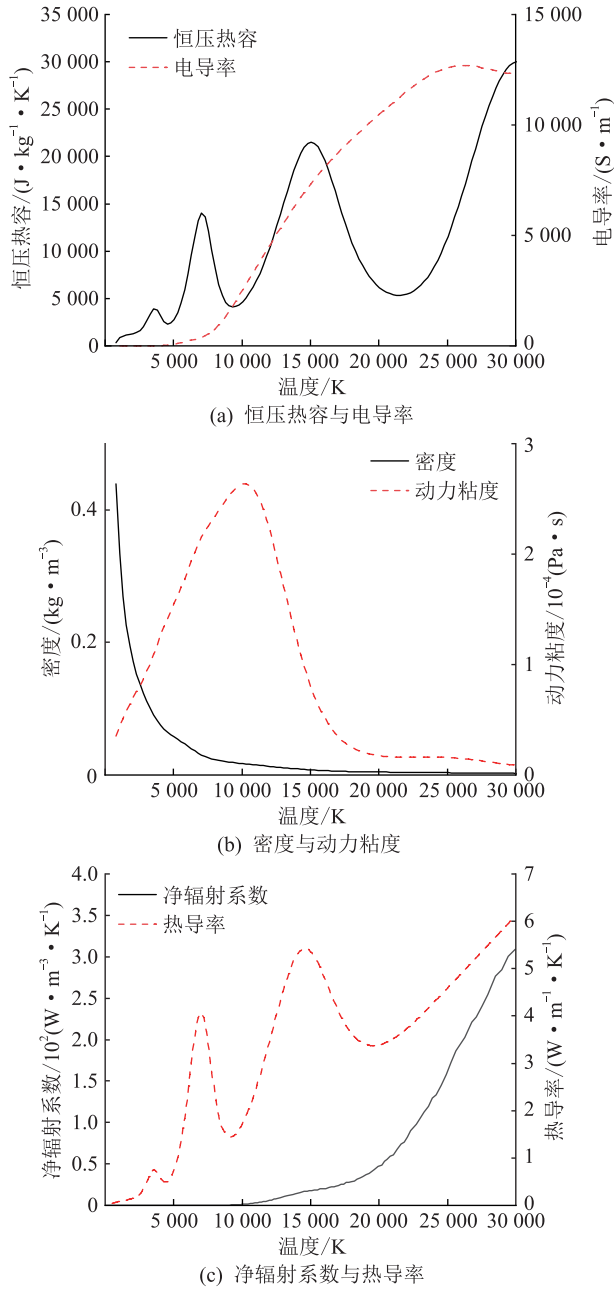 35 000
30 000
25 000
20 000
15 000
10 000
5 000
0
恒压热容/(J·kg⁻¹·K⁻¹)
恒压热容
电导率
15 000
10 000
5 000
0
电导率/(S·m⁻¹)
5 000 10 000 15 000 20 000 25 000 30 000
温度/K
(a) 恒压热容与电导率
0.4
0.2
0
密度/(kg·m⁻³)
密度
动力粘度
3
2
1
0
动力粘度/10⁻⁴(Pa·s)
5 000 10 000 15 000 20 000 25 000 30 000
温度/K
(b) 密度与动力粘度
4.0
3.5
3.0
2.5
2.0
1.5
1.0
0.5
0
净辐射系数/10²(W·m⁻³·K⁻¹)
净辐射系数
热导率
7
6
5
4
3
2
1
0
热导率/(W·m⁻¹·K⁻¹)
5 000 10 000 15 000 20 000 25 000 30 000
温度/K
(c) 净辐射系数与热导率